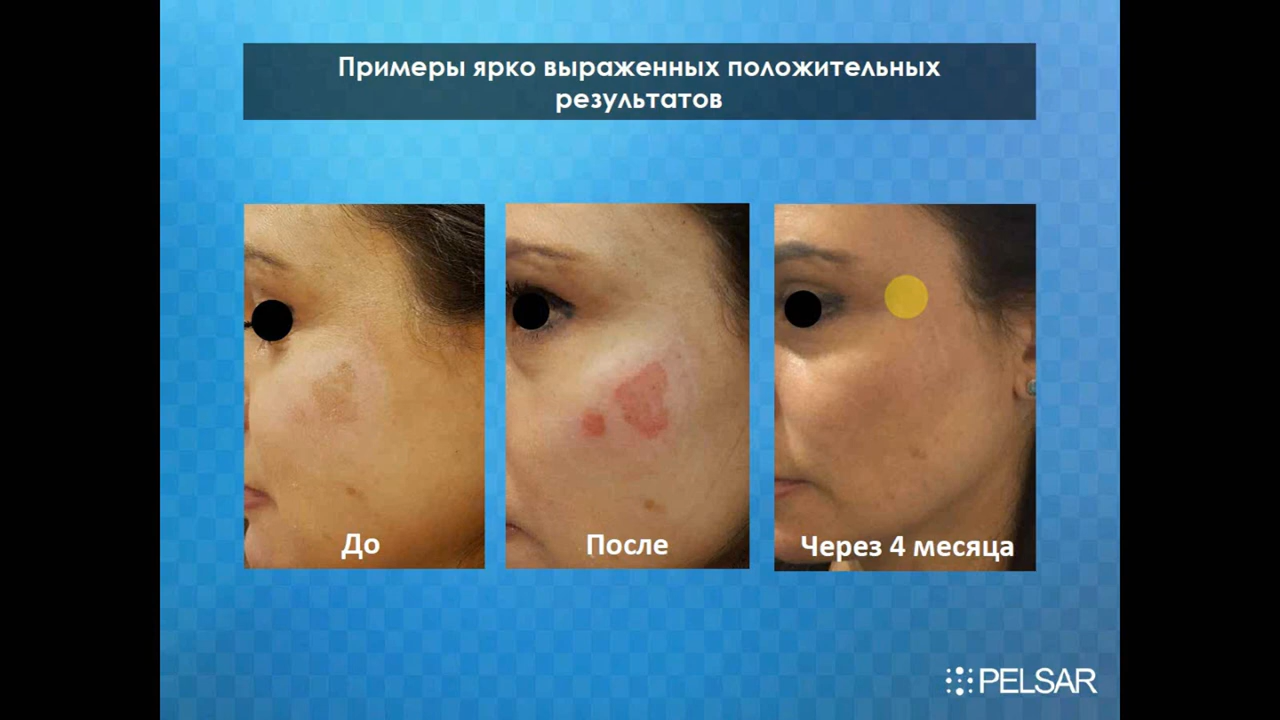 Примеры ярко выраженных положительных
результатов
До
После
Через 4 месяца
PELSAR